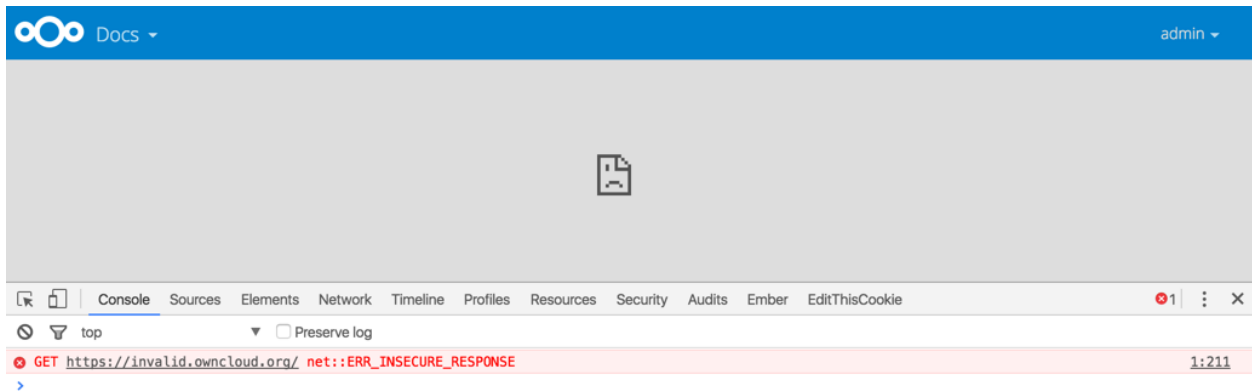 Docs admin
Console Sources Elements Network Timeline Profiles Resources Security Audits Ember EditThisCookie 1
top Preserve log
GET https://invalid.owncloud.org/ net::ERR_INSECURE_RESPONSE 1:211
>